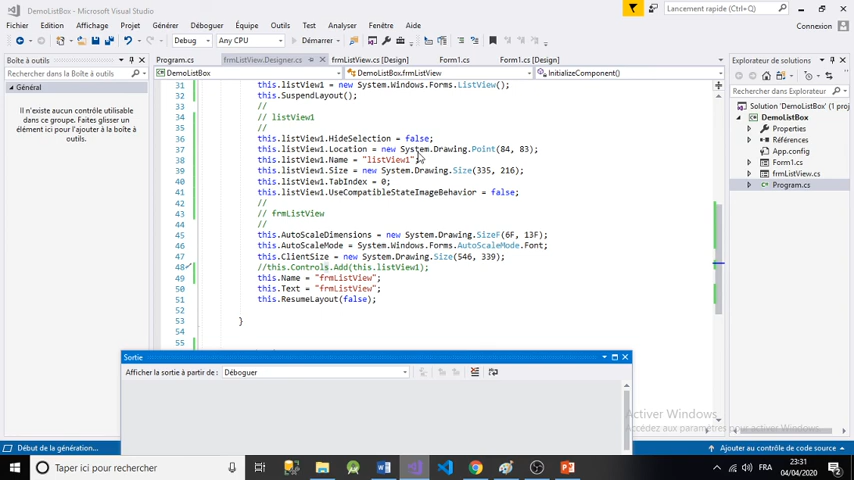 DemoListBox - Microsoft Visual Studio
Lancement rapide (Ctrl+Q)
Fichier Edition Affichage Projet Générer Déboguer Équipe Outils Test Analyser Fenêtre Aide
Connexion
Debug Any CPU Démarrer
Boîte à outils
Rechercher dans la boîte
Général
Il n'existe aucun contrôle utilisable
dans ce groupe. Faites glisser un
élément ici pour l'ajouter à la boîte à
outils.
Program.cs frmListView.Designer.cs frmListView.cs [Design] Form1.cs Form1.cs [Design]
DemoListBox DemoListBox.frmListView InitializeComponent()
31 this.listView1 = new System.Windows.Forms.ListView();
32 this.SuspendLayout();
33 //
34 // listView1
35 //
36 this.listView1.HideSelection = false;
37 this.listView1.Location = new System.Drawing.Point(84, 83);
38 this.listView1.Name = "listView1";
39 this.listView1.Size = new System.Drawing.Size(335, 216);
40 this.listView1.TabIndex = 0;
41 this.listView1.UseCompatibleStateImageBehavior = false;
42 //
43 // frmListView
44 //
45 this.AutoScaleDimensions = new System.Drawing.SizeF(6F, 13F);
46 this.AutoScaleMode = System.Windows.Forms.AutoScaleMode.Font;
47 this.ClientSize = new System.Drawing.Size(546, 339);
48 //this.Controls.Add(this.listView1);
49 this.Name = "frmListView";
50 this.Text = "frmListView";
51 this.ResumeLayout(false);
52
53 }
54
55
Explorateur de solutions
Rechercher dans Explorateur
Solution 'DemoListBox'
DemoListBox
Properties
Références
App.config
Form1.cs
frmListView.cs
Program.cs
Sortie
Afficher la sortie à partir de : Déboguer
Activer Windows
Accédez aux paramètres pour activer Windows.
Début de la génération...
Ajouter au contrôle de code source
Taper ici pour rechercher
FR
23:31
04/04/2020
2